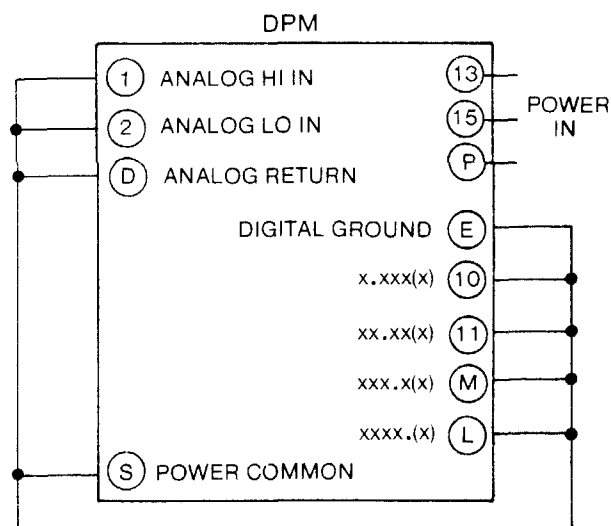 DPM
1 ANALOG HI IN
2 ANALOG LO IN
D ANALOG RETURN
13
15
P
POWER
IN
DIGITAL GROUND E
x.xxx(x) 10
xx.xx(x) 11
xxx.x(x) M
xxxx.(x) L
S POWER COMMON